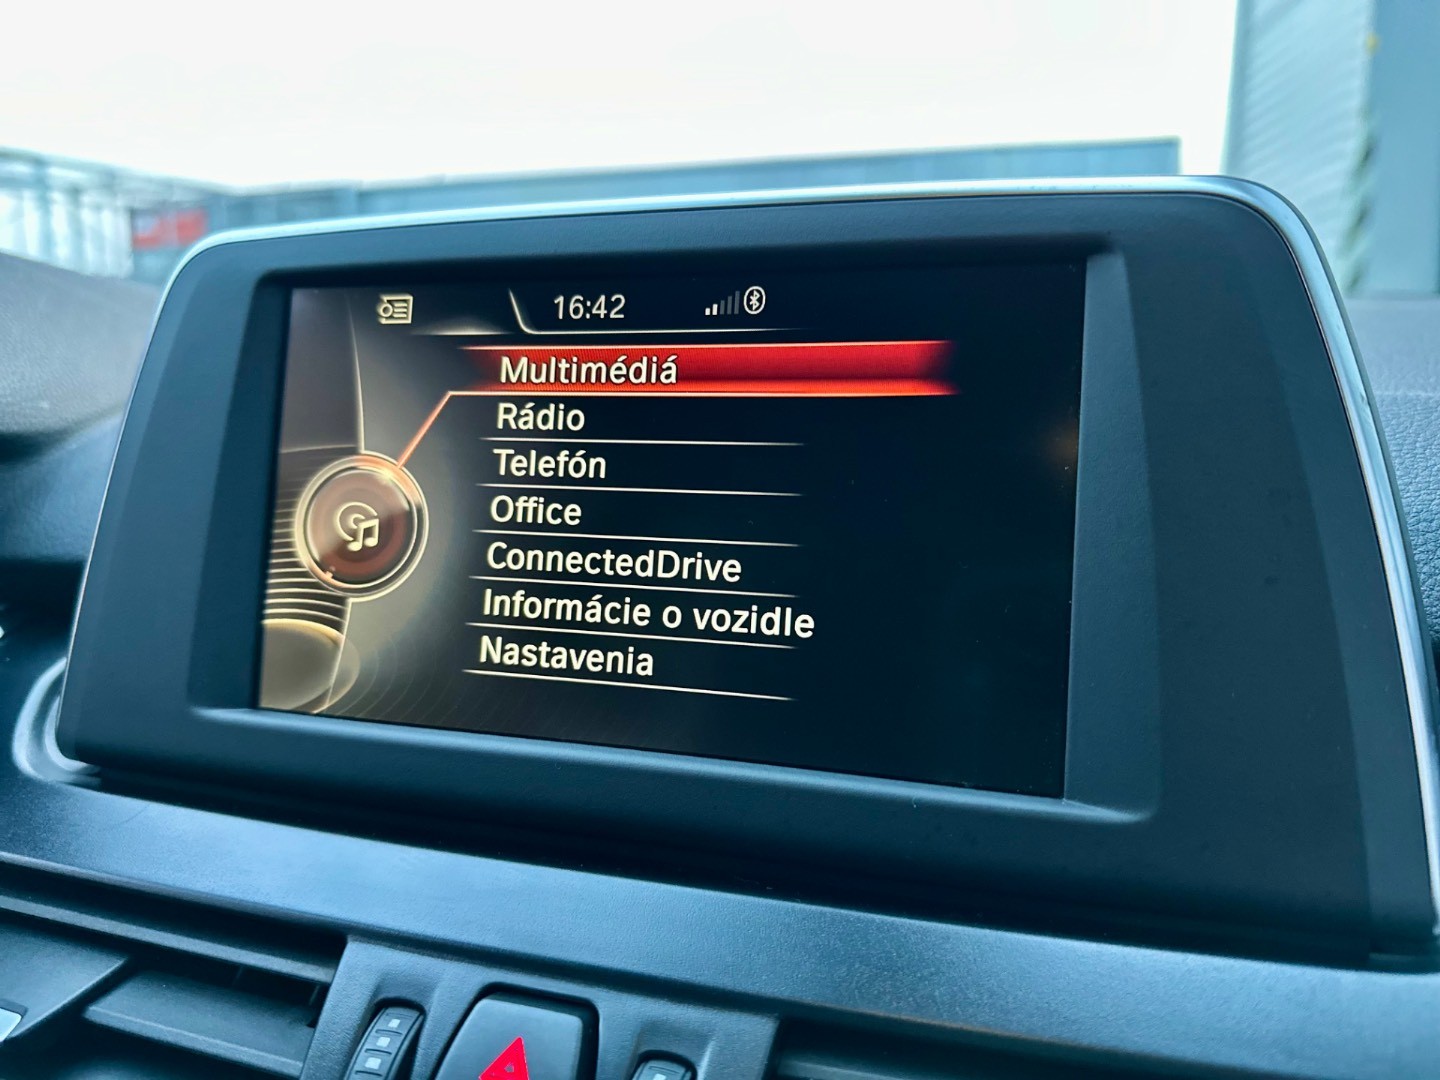 16:42
Multimédiá
Rádio
Telefón
Office
ConnectedDrive
Informácie o vozidle
Nastavenia